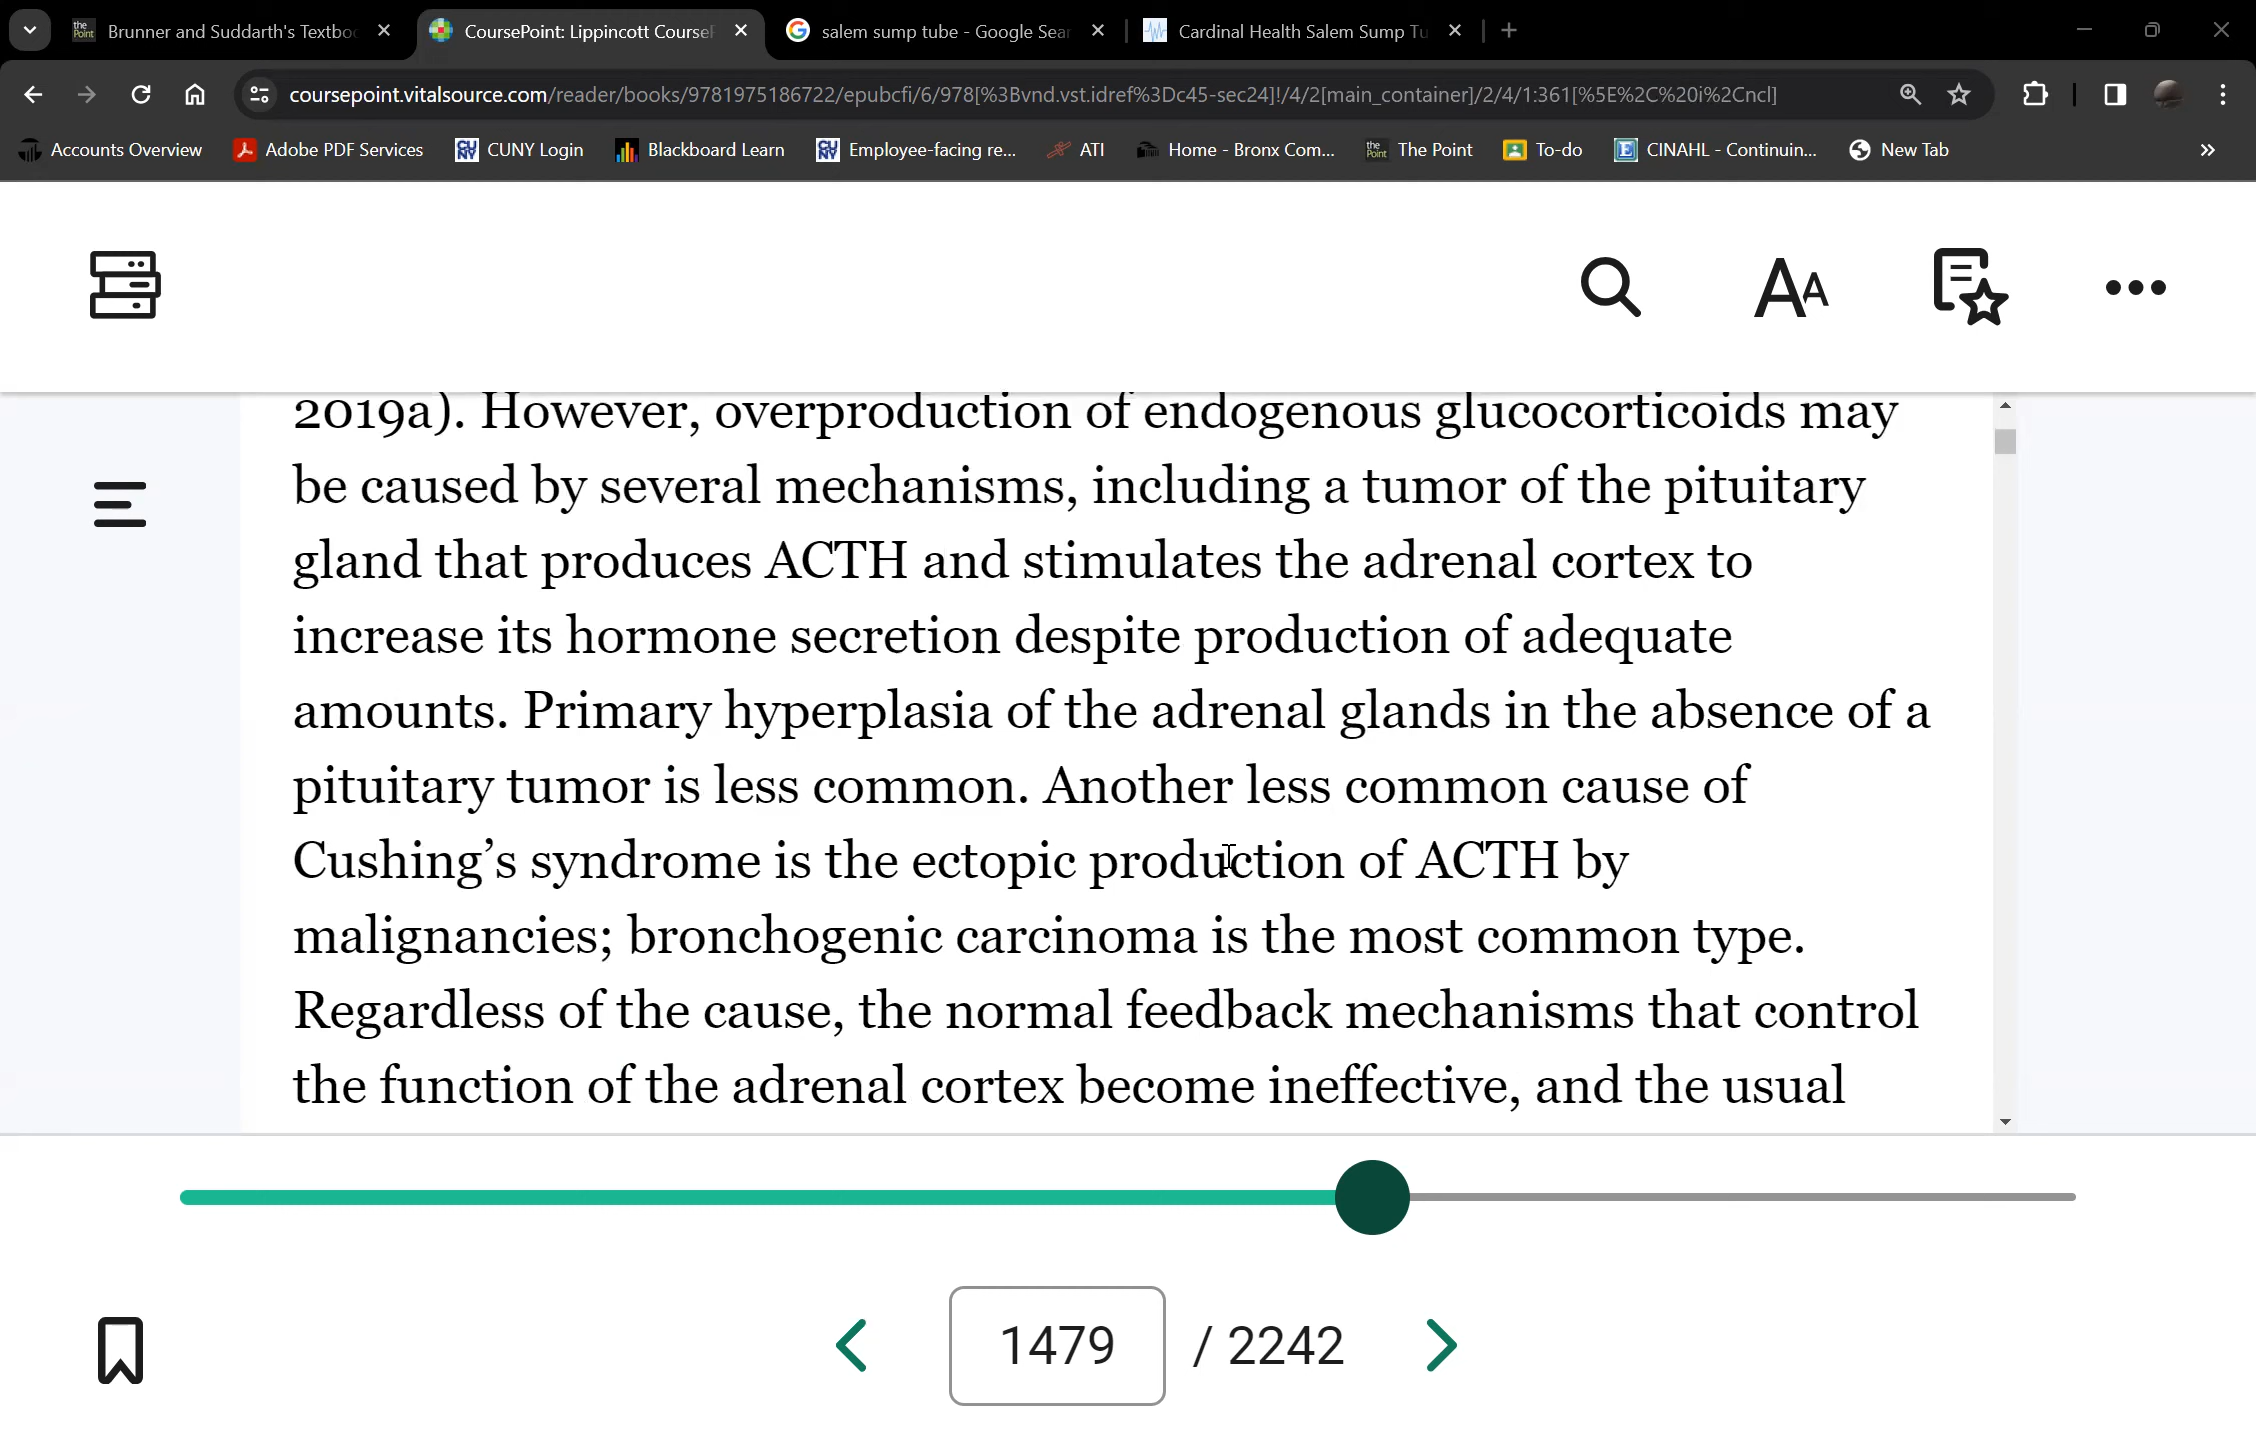 Brunner and Suddarth's Textbo
CoursePoint: Lippincott Course
salem sump tube - Google Sear
Cardinal Health Salem Sump Tu
coursepoint.vitalsource.com/reader/books/9781975186722/epubcfi/6/978[%3Bvnd.vst.idref%3Dc45-sec24]!/4/2[main_container]/2/4/1:361[%5E%2C%20i%2Cncl]
Accounts Overview
Adobe PDF Services
CUNY Login
Blackboard Learn
Employee-facing re...
ATI
Home - Bronx Com...
The Point
To-do
CINAHL - Continuin...
New Tab
AA
2019a). However, overproduction of endogenous glucocorticoids may
be caused by several mechanisms, including a tumor of the pituitary
gland that produces ACTH and stimulates the adrenal cortex to
increase its hormone secretion despite production of adequate
amounts. Primary hyperplasia of the adrenal glands in the absence of a
pituitary tumor is less common. Another less common cause of
Cushing’s syndrome is the ectopic production of ACTH by
malignancies; bronchogenic carcinoma is the most common type.
Regardless of the cause, the normal feedback mechanisms that control
the function of the adrenal cortex become ineffective, and the usual
1479 / 2242